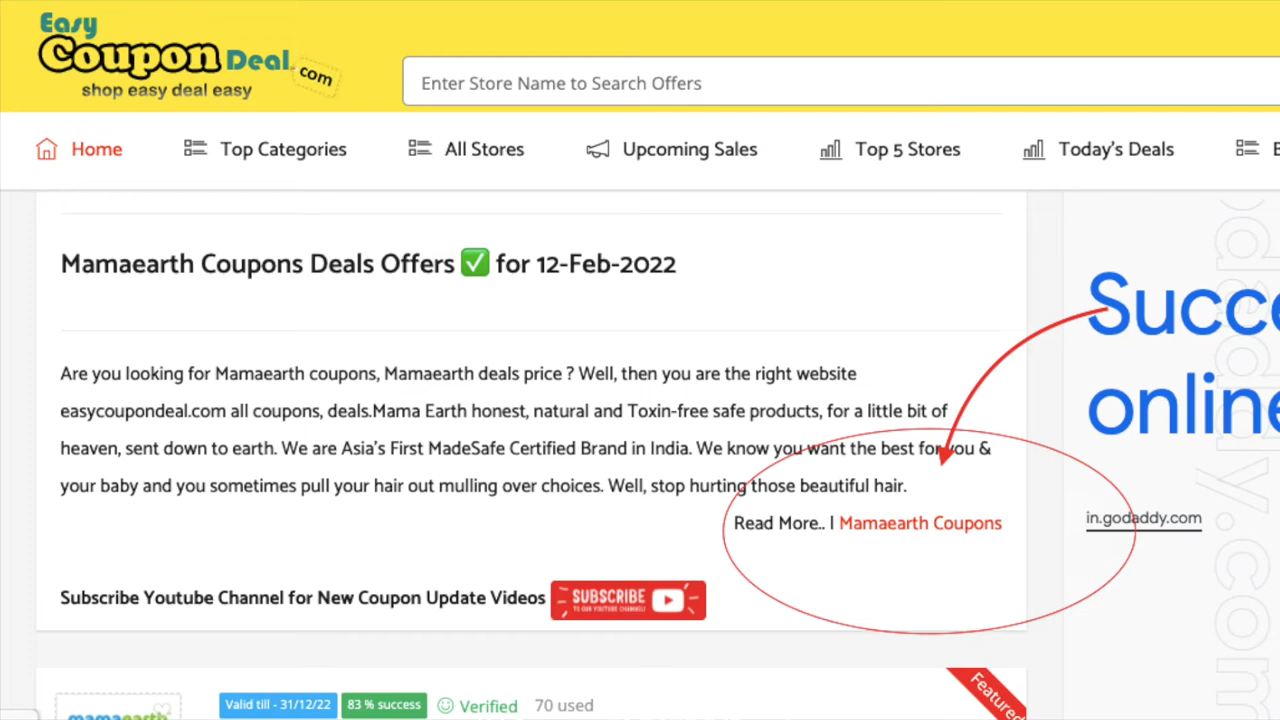 Easy
Coupon Deal .com
shop easy deal easy
Enter Store Name to Search Offers
Home Top Categories All Stores Upcoming Sales Top 5 Stores Today's Deals
Mamaearth Coupons Deals Offers ✅ for 12-Feb-2022
Are you looking for Mamaearth coupons, Mamaearth deals price ? Well, then you are the right website
easycoupondeal.com all coupons, deals.Mama Earth honest, natural and Toxin-free safe products, for a little bit of
heaven, sent down to earth. We are Asia's First MadeSafe Certified Brand in India. We know you want the best for you &
your baby and you sometimes pull your hair out mulling over choices. Well, stop hurting those beautiful hair.
Read More.. | Mamaearth Coupons
Subscribe Youtube Channel for New Coupon Update Videos SUBSCRIBE
TO OUR YOUTUBE CHANNEL!
Succe
online
in.godaddy.com
godaddy.com
Valid till - 31/12/22 83 % success Verified 70 used
Featured
mamaearth